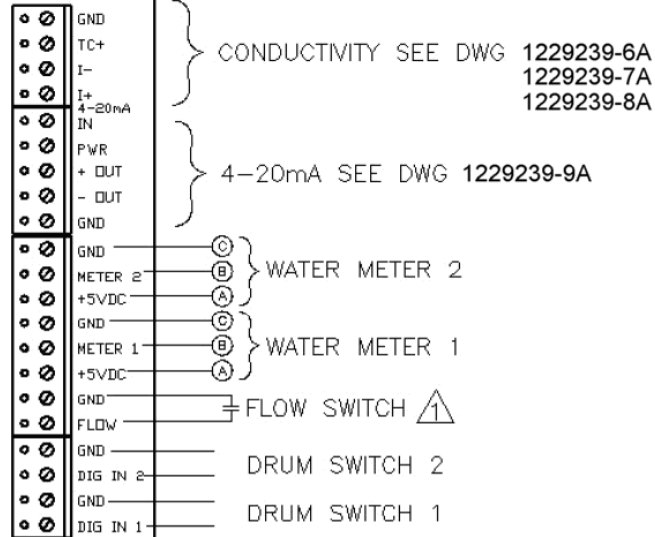 GND
TC+
I-
I+
CONDUCTIVITY SEE DWG 1229239-6A
1229239-7A
1229239-8A
4-20mA
IN
PWR
+ OUT
- OUT
GND
4-20mA SEE DWG 1229239-9A
GND C
METER 2 B
+5VDC A
WATER METER 2
GND C
METER 1 B
+5VDC A
WATER METER 1
GND
FLOW
FLOW SWITCH 1
GND
DIG IN 2
DRUM SWITCH 2
GND
DIG IN 1
DRUM SWITCH 1